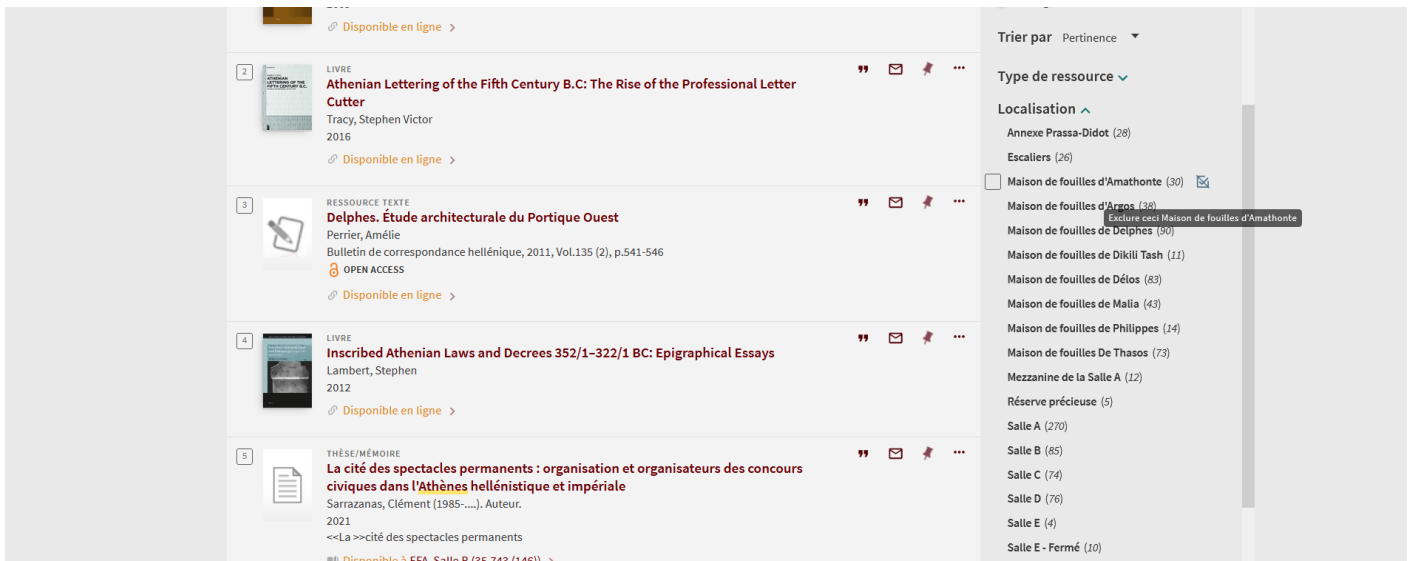 Disponible en ligne
2
LIVRE
Athenian Lettering of the Fifth Century B.C: The Rise of the Professional Letter
Cutter
Tracy, Stephen Victor
2016
Disponible en ligne
3
RESSOURCE TEXTE
Delphes. Étude architecturale du Portique Ouest
Perrier, Amélie
Bulletin de correspondance hellénique, 2011, Vol.135 (2), p.541-546
OPEN ACCESS
Disponible en ligne
4
LIVRE
Inscribed Athenian Laws and Decrees 352/1–322/1 BC: Epigraphical Essays
Lambert, Stephen
2012
Disponible en ligne
5
THÈSE/MÉMOIRE
La cité des spectacles permanents : organisation et organisateurs des concours
civiques dans l'Athènes hellénistique et impériale
Sarrazanas, Clément (1985-....). Auteur.
2021
<<La >>cité des spectacles permanents
Disponible à EFA, Salle B (35.743 (146))
Trier par Pertinence
Type de ressource
Localisation
Annexe Prassa-Didot (28)
Escaliers (26)
Maison de fouilles d'Amathonte (30)
Maison de fouilles d'Argos (38)
Exclure ceci Maison de fouilles d'Amathonte
Maison de fouilles de Delphes (90)
Maison de fouilles de Dikili Tash (11)
Maison de fouilles de Délos (83)
Maison de fouilles de Malia (43)
Maison de fouilles de Philippes (14)
Maison de fouilles De Thasos (73)
Mezzanine de la Salle A (12)
Réserve précieuse (5)
Salle A (270)
Salle B (85)
Salle C (74)
Salle D (76)
Salle E (4)
Salle E - Fermé (10)